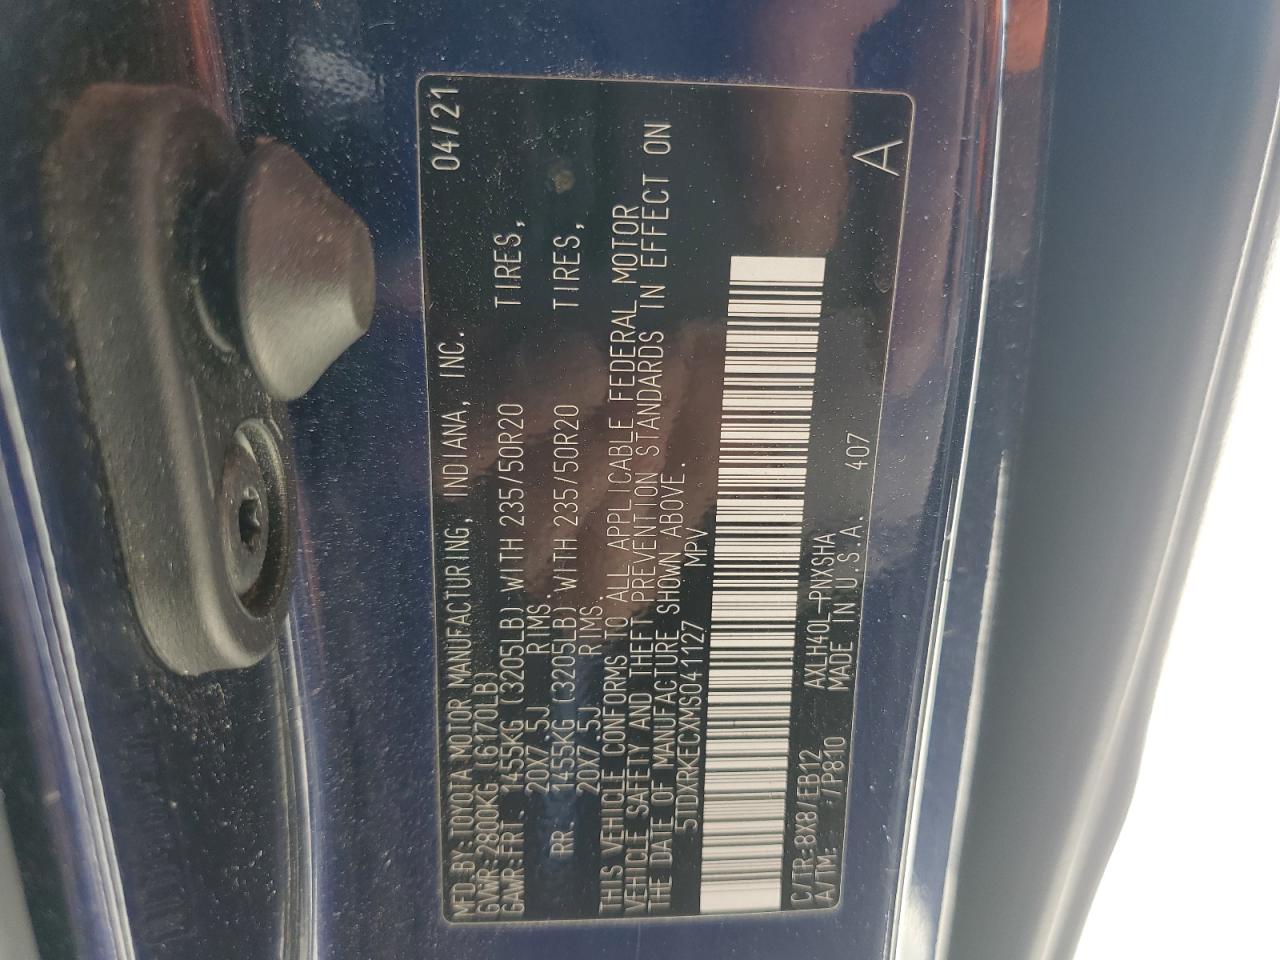 MFD.BY:TOYOTA MOTOR MANUFACTURING, INDIANA, INC. 04/21
GVWR:2800KG (6170LB)
GAWR:FRT. 1455KG (3205LB) WITH 235/50R20 TIRES,
20X7.5J RIMS
RR. 1455KG (3205LB) WITH 235/50R20 TIRES,
20X7.5J RIMS.
THIS VEHICLE CONFORMS TO ALL APPLICABLE FEDERAL MOTOR
VEHICLE SAFETY AND THEFT PREVENTION STANDARDS IN EFFECT ON
THE DATE OF MANUFACTURE SHOWN ABOVE.
5TDXRKECXMS041127 MPV
C/TR:8X8/EB12 AXLH40L-PNXSHA A
A/TM: -/P810 MADE IN U.S.A. 407